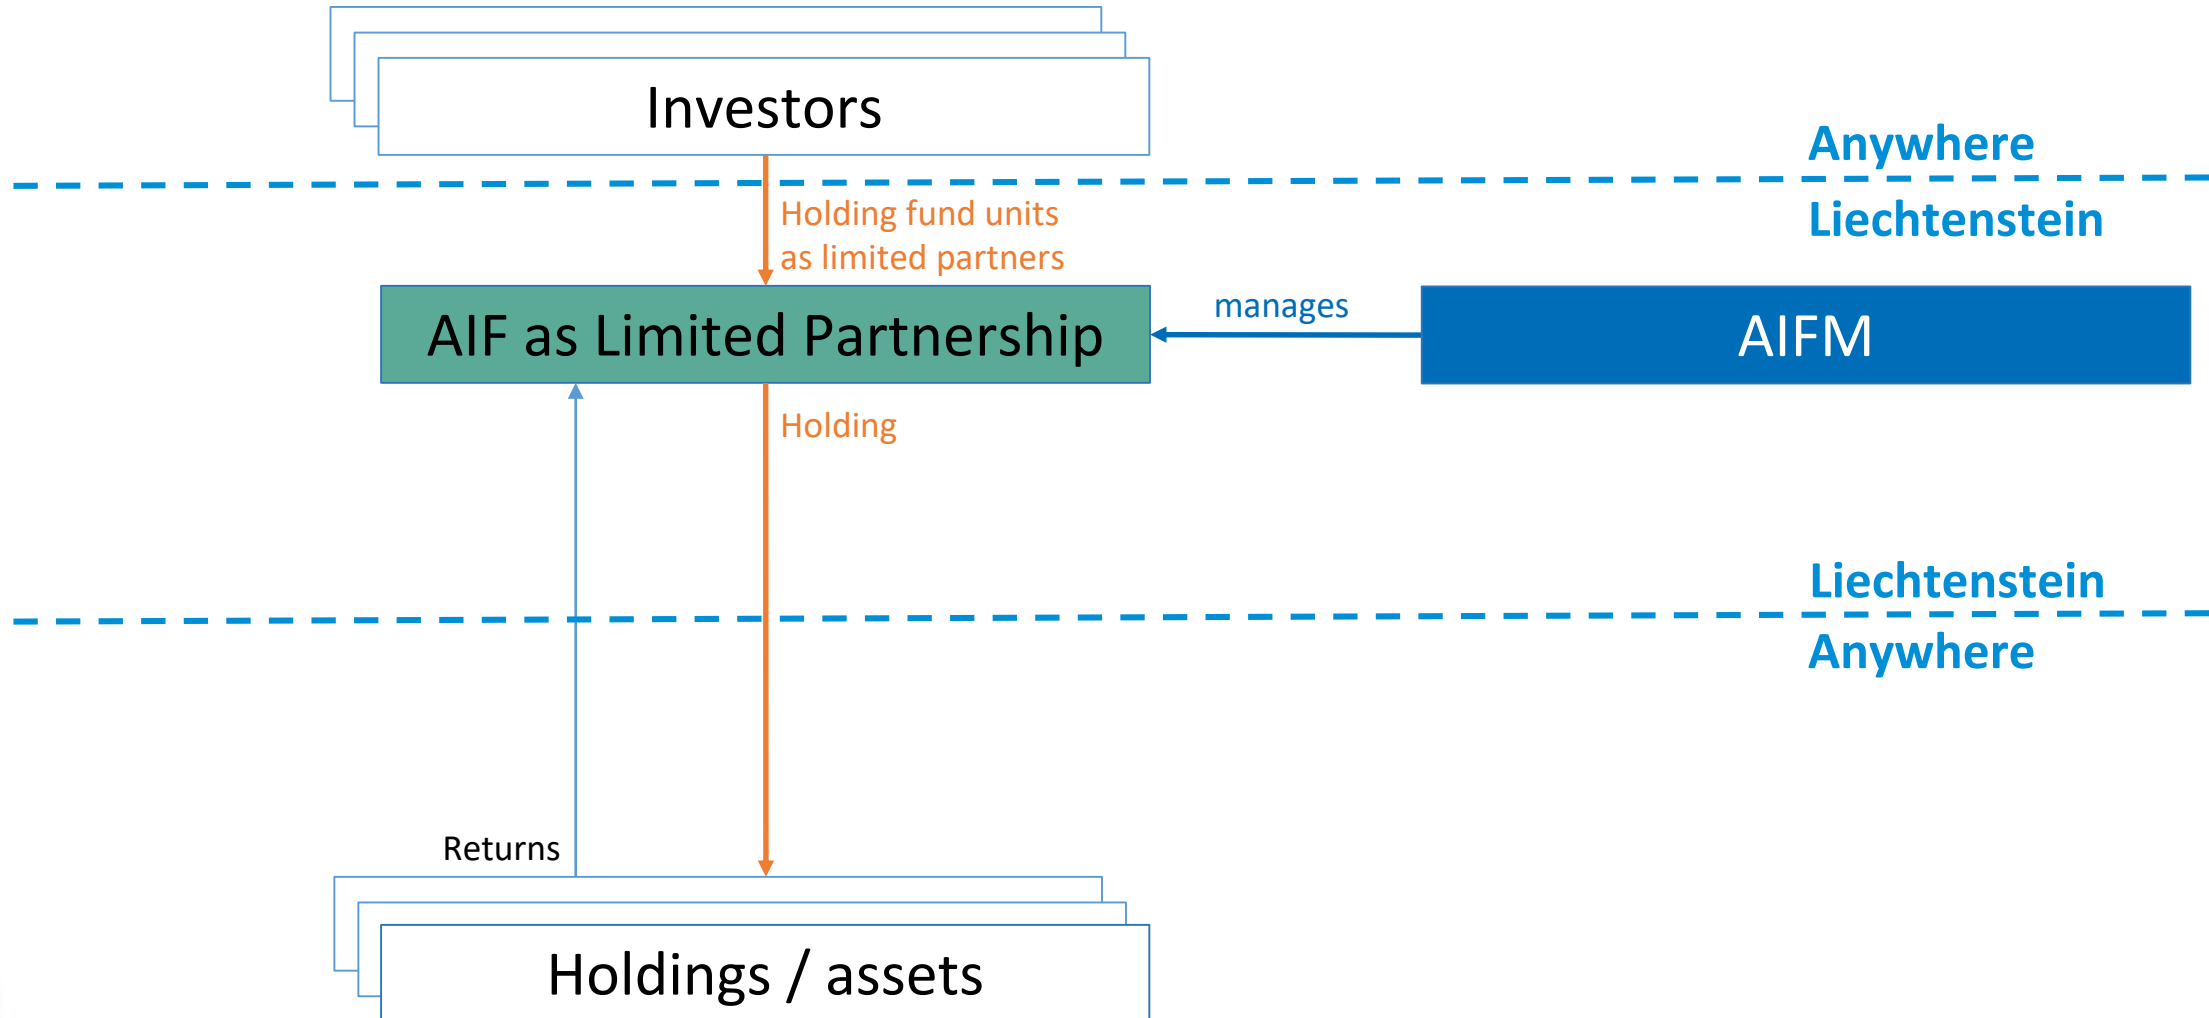 Investors
Anywhere
Holding fund units
as limited partners
Liechtenstein
AIF as Limited Partnership
manages
AIFM
Holding
Liechtenstein
Anywhere
Returns
Holdings / assets